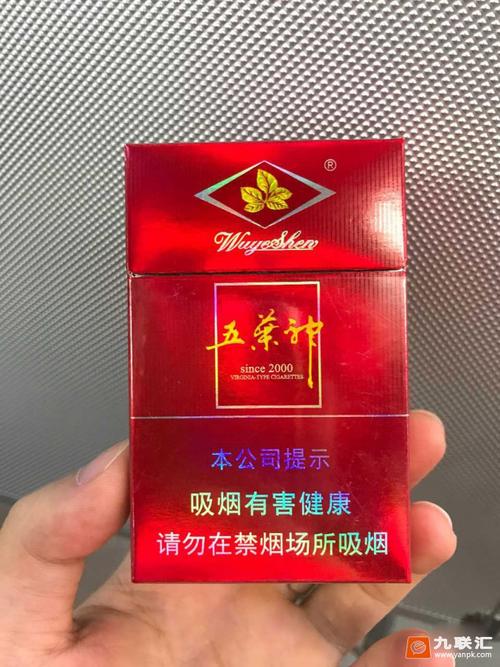 ®
WuyeShen
五葉神
since 2000
VIRGINIA-TYPE CIGARETTES
本公司提示
吸烟有害健康
请勿在禁烟场所吸烟
九联汇
www.yanpk.com